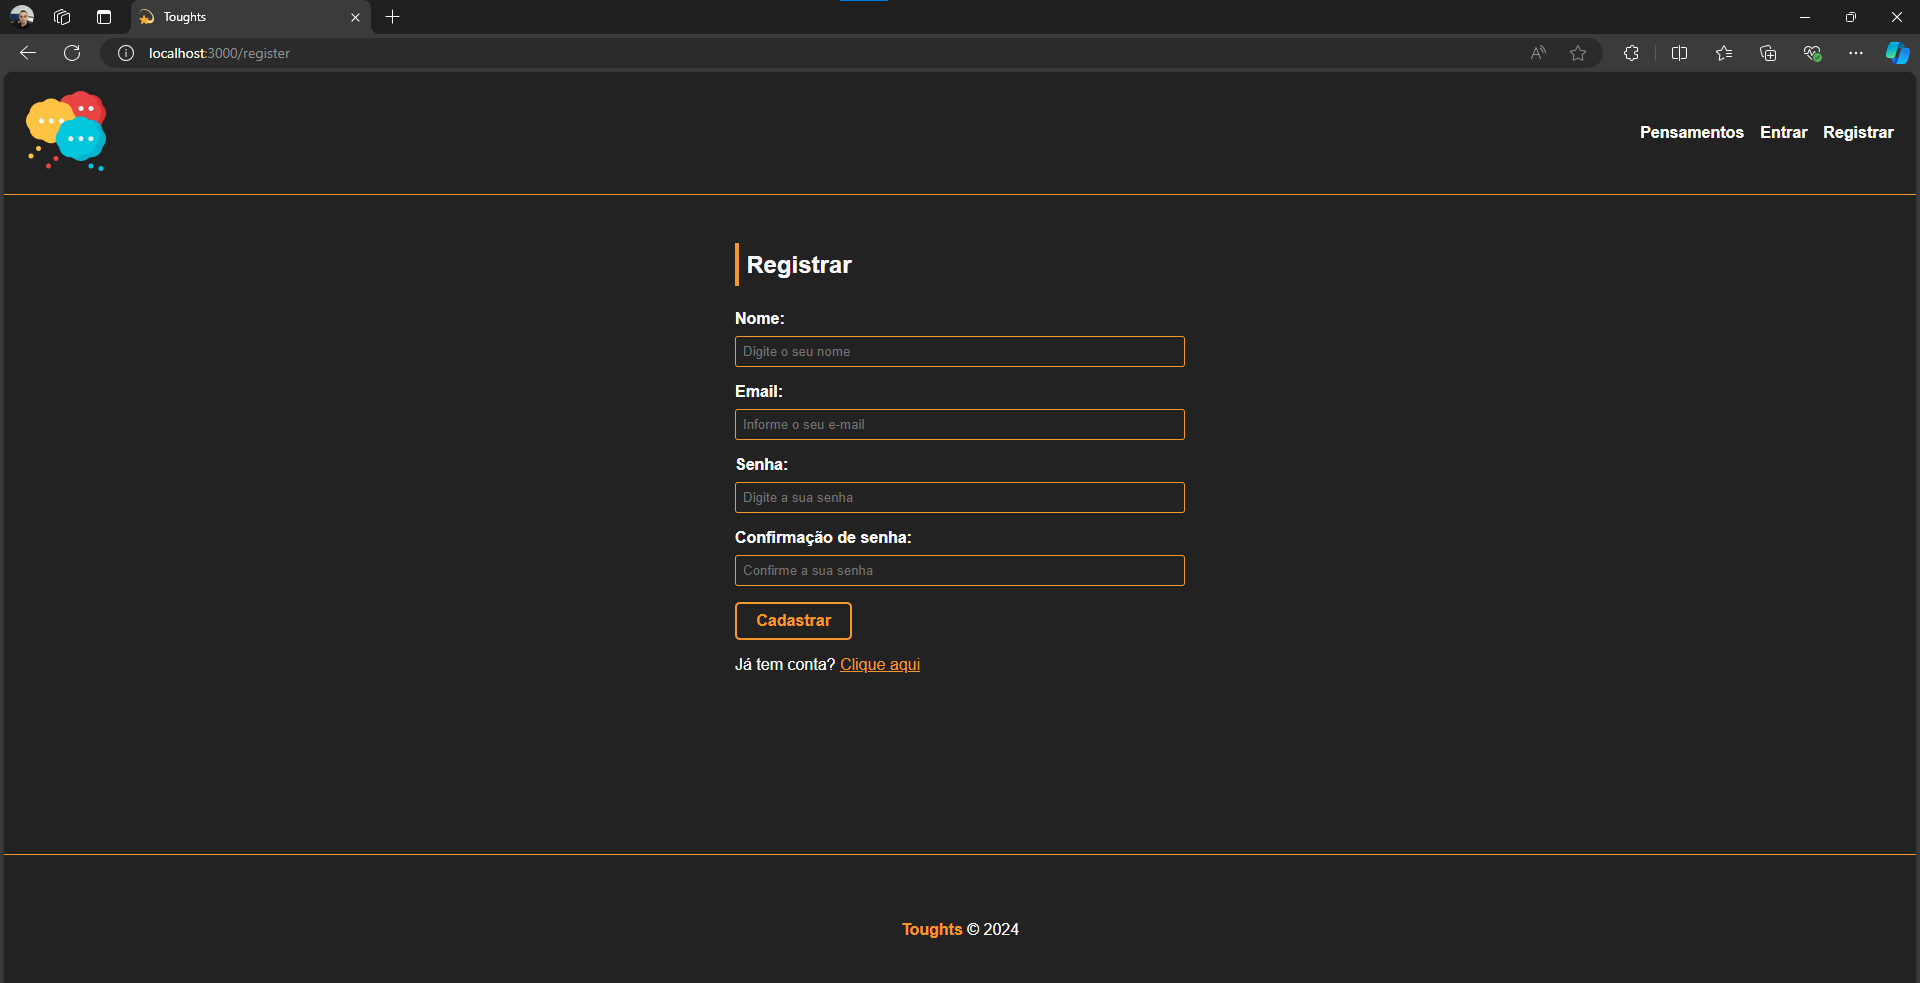 Toughts
localhost:3000/register
Pensamentos Entrar Registrar
Registrar
Nome:
Digite o seu nome
Email:
Informe o seu e-mail
Senha:
Digite a sua senha
Confirmação de senha:
Confirme a sua senha
Cadastrar
Já tem conta? Clique aqui
Toughts © 2024